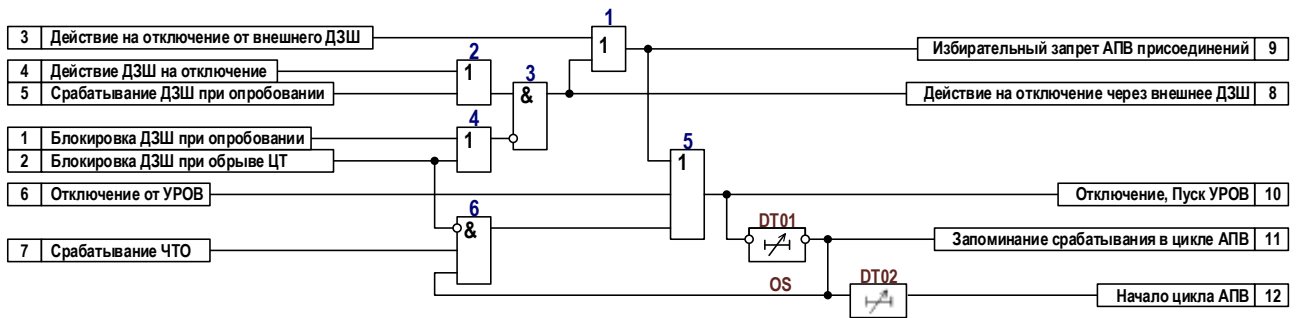 1
3 Действие на отключение от внешнего ДЗШ
1
Избирательный запрет АПВ присоединений 9
2
4 Действие ДЗШ на отключение
1
3
5 Срабатывание ДЗШ при опробовании
&
Действие на отключение через внешнее ДЗШ 8
4
1 Блокировка ДЗШ при опробовании
1
5
2 Блокировка ДЗШ при обрыве ЦТ
1
6 Отключение от УРОВ
Отключение, Пуск УРОВ 10
6
&
DT01
7 Срабатывание ЧТО
Запоминание срабатывания в цикле АПВ 11
OS
DT02
Начало цикла АПВ 12